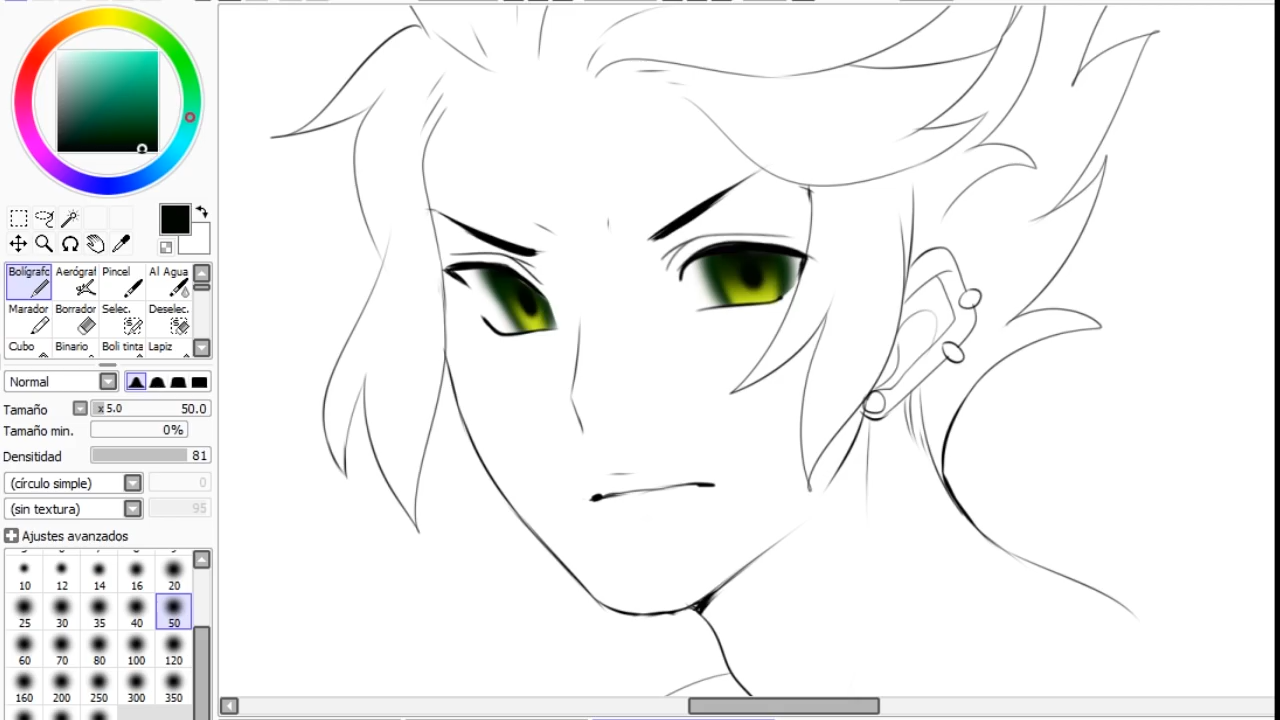 Bolígrafc Aerógraf Pincel Al Agua
Marador Borrador Selec. Deselec.
Cubo Binario Boli tinta Lapiz
Normal
Tamaño x 5.0 50.0
Tamaño min. 0%
Densitidad 81
(círculo simple) 0
(sin textura) 95
Ajustes avanzados
10 12 14 16 20
25 30 35 40 50
60 70 80 100 120
160 200 250 300 350